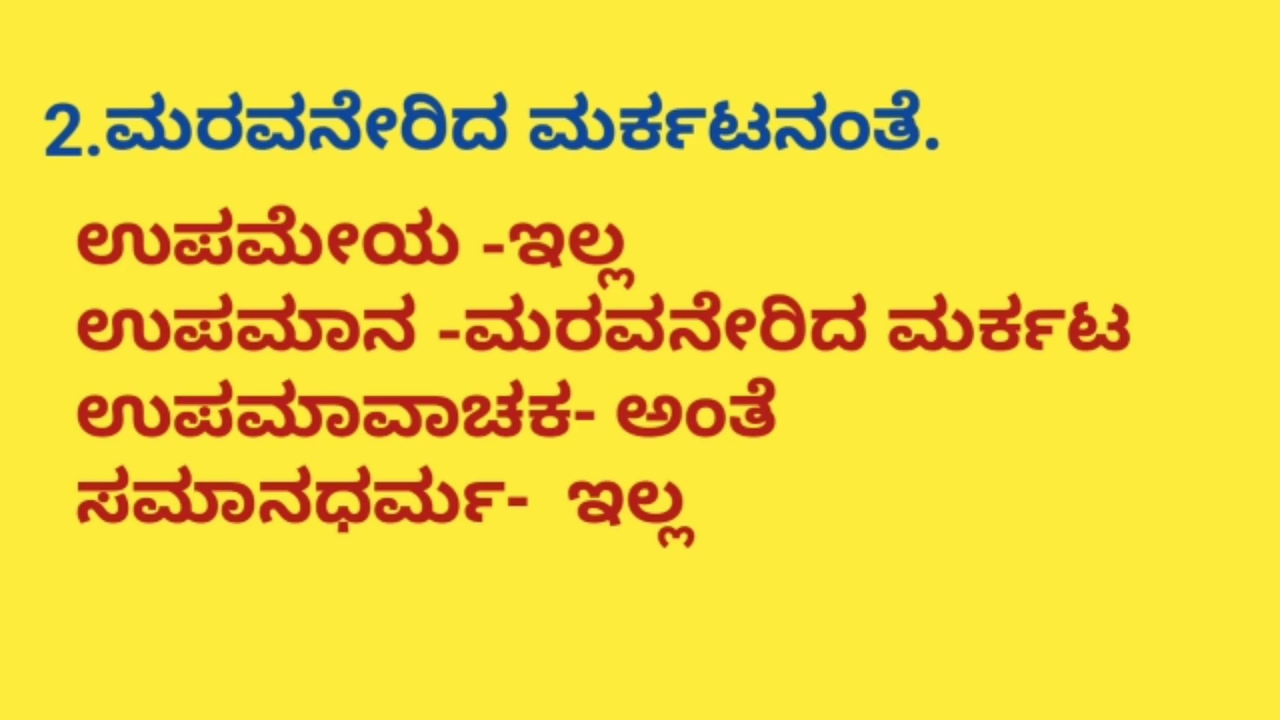 2.ಮರವನೇರಿದ ಮರ್ಕಟನಂತೆ.
ಉಪಮೇಯ -ಇಲ್ಲ
ಉಪಮಾನ -ಮರವನೇರಿದ ಮರ್ಕಟ
ಉಪಮಾವಾಚಕ- ಅಂತೆ
ಸಮಾನಧರ್ಮ- ಇಲ್ಲ